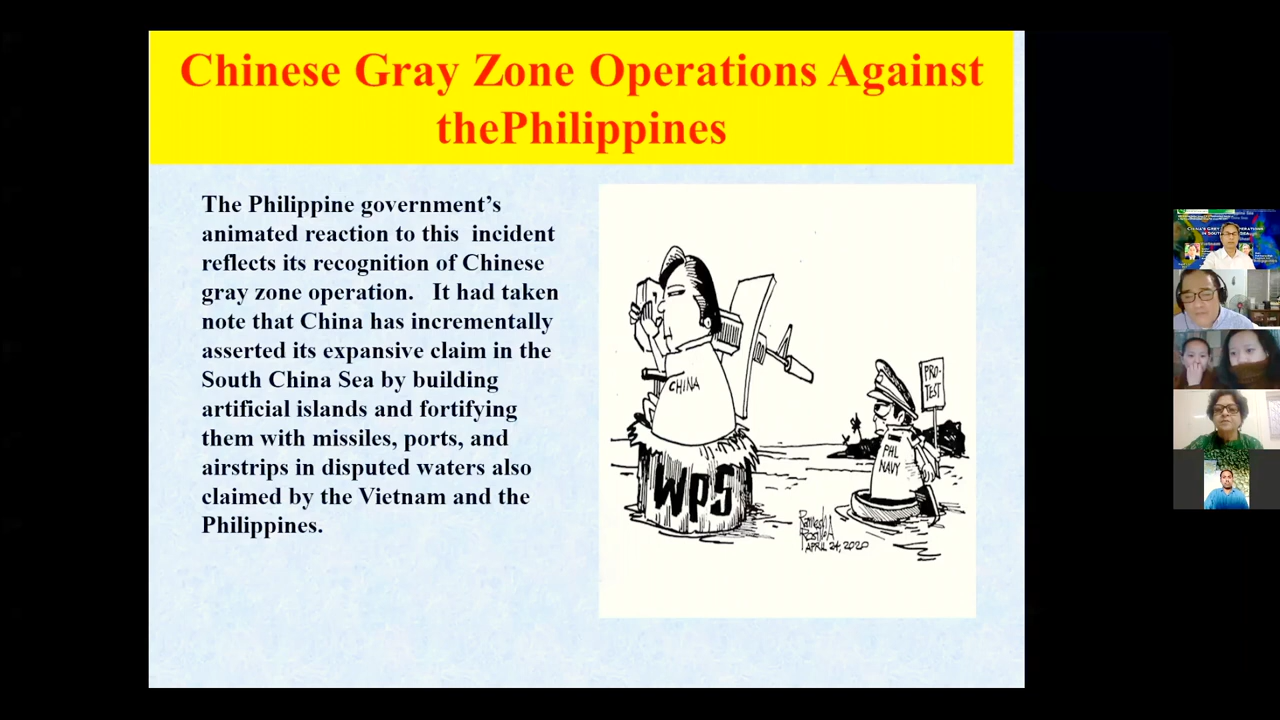 Chinese Gray Zone Operations Against
thePhilippines
The Philippine government’s
animated reaction to this  incident
reflects its recognition of Chinese
gray zone operation.   It had taken
note that China has incrementally
asserted its expansive claim in the
South China Sea by building
artificial islands and fortifying
them with missiles, ports, and
airstrips in disputed waters also
claimed by the Vietnam and the
Philippines.
CHINA
WPS
PRO-
TEST
PHL
NAVY
APRIL 24, 2020